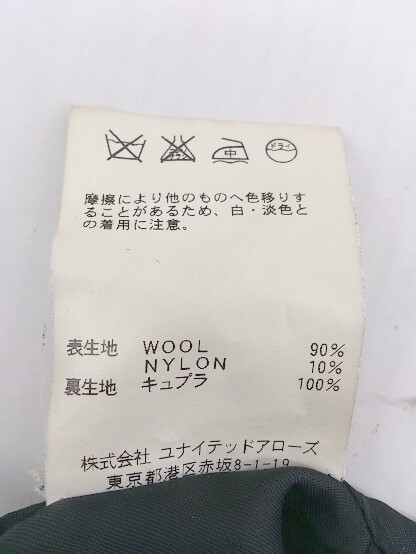 中 ドライ
摩擦により他のものへ色移りす
ることがあるため、白・淡色と
の着用に注意。
表生地 WOOL 90%
NYLON 10%
裏生地 キュプラ 100%
株式会社 ユナイテッドアローズ
東京都港区赤坂8-1-19